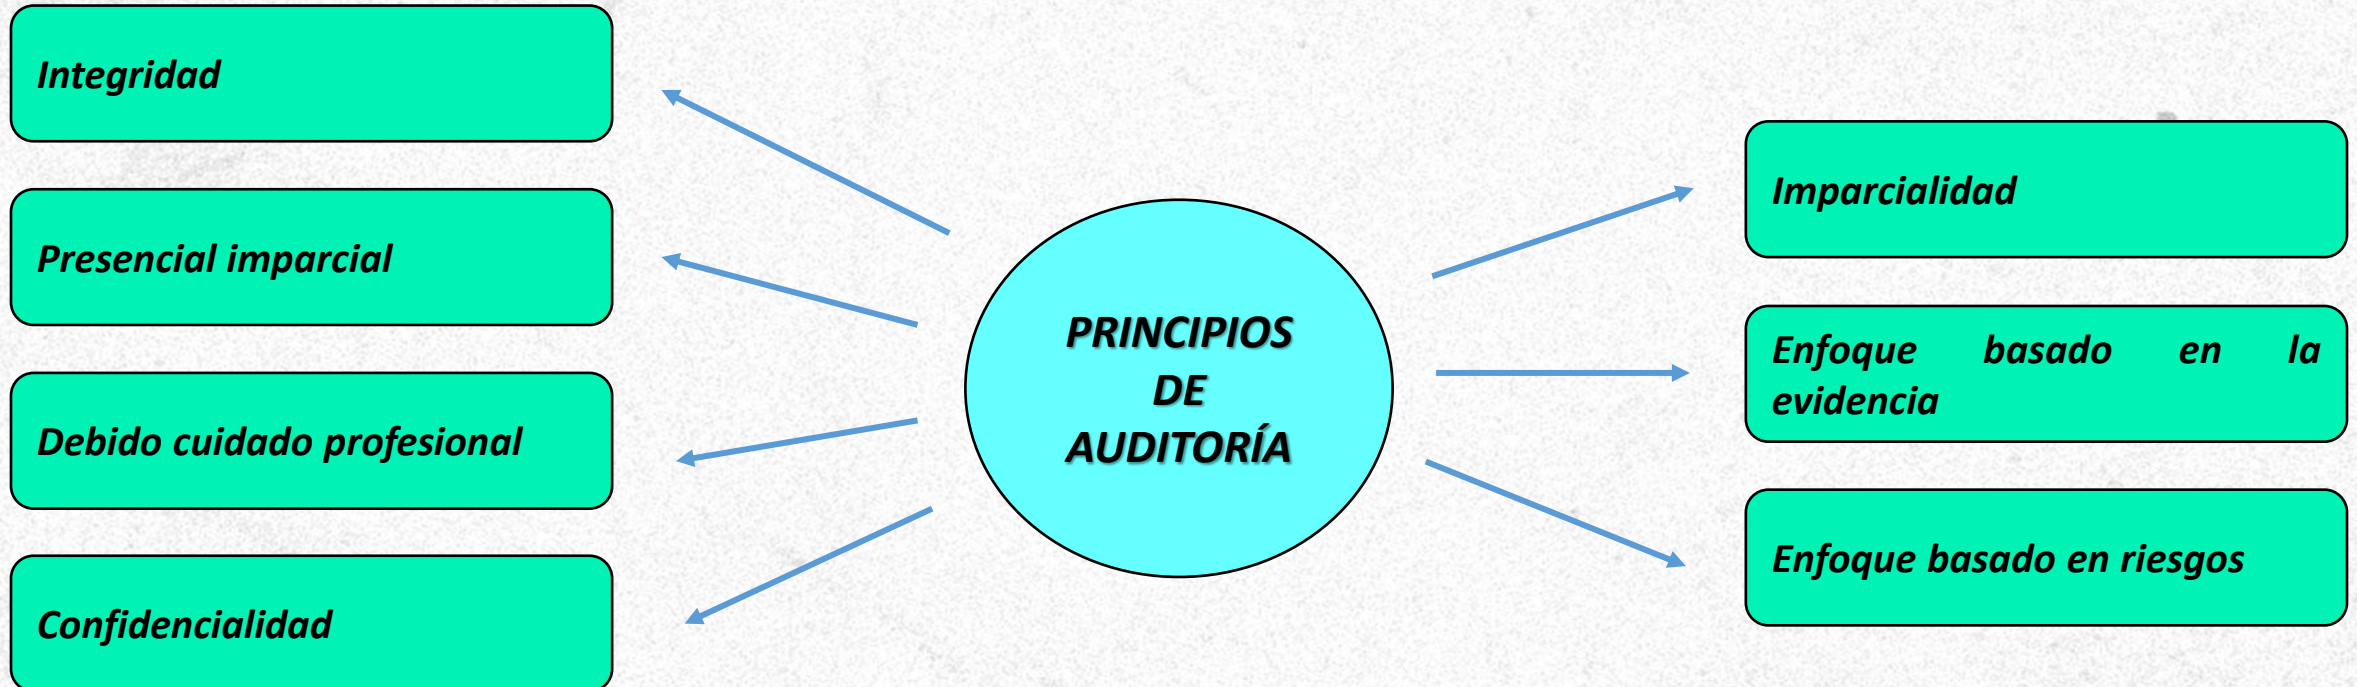 Integridad
Presencial imparcial
Debido cuidado profesional
Confidencialidad
PRINCIPIOS
DE
AUDITORÍA
Imparcialidad
Enfoque basado en la
evidencia
Enfoque basado en riesgos